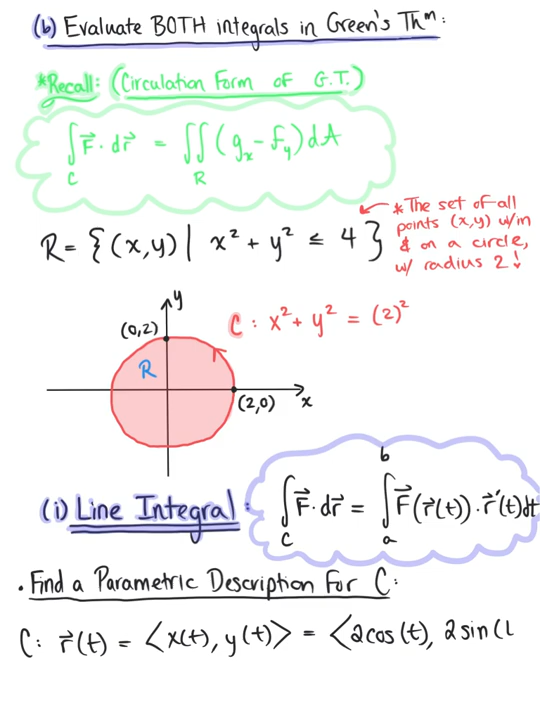 (b) Evaluate BOTH integrals in Green's Thᵐ:
*Recall: (Circulation Form of G.T.)
∫_C F⃗ · dr⃗ = ∬_R (gₓ - f_y) dA
R = {(x,y) | x² + y² ≤ 4}
* The set of all
points (x,y) w/in
& on a circle,
w/ radius 2!
y
(0,2)
C: x² + y² = (2)²
R
(2,0)
x
(i) Line Integral:
∫_C F⃗ · dr⃗ = ∫_a^b F⃗(r⃗(t)) · r⃗'(t) dt
· Find a Parametric Description For C:
C: r⃗(t) = ⟨x(t), y(t)⟩ = ⟨2cos(t), 2sin(